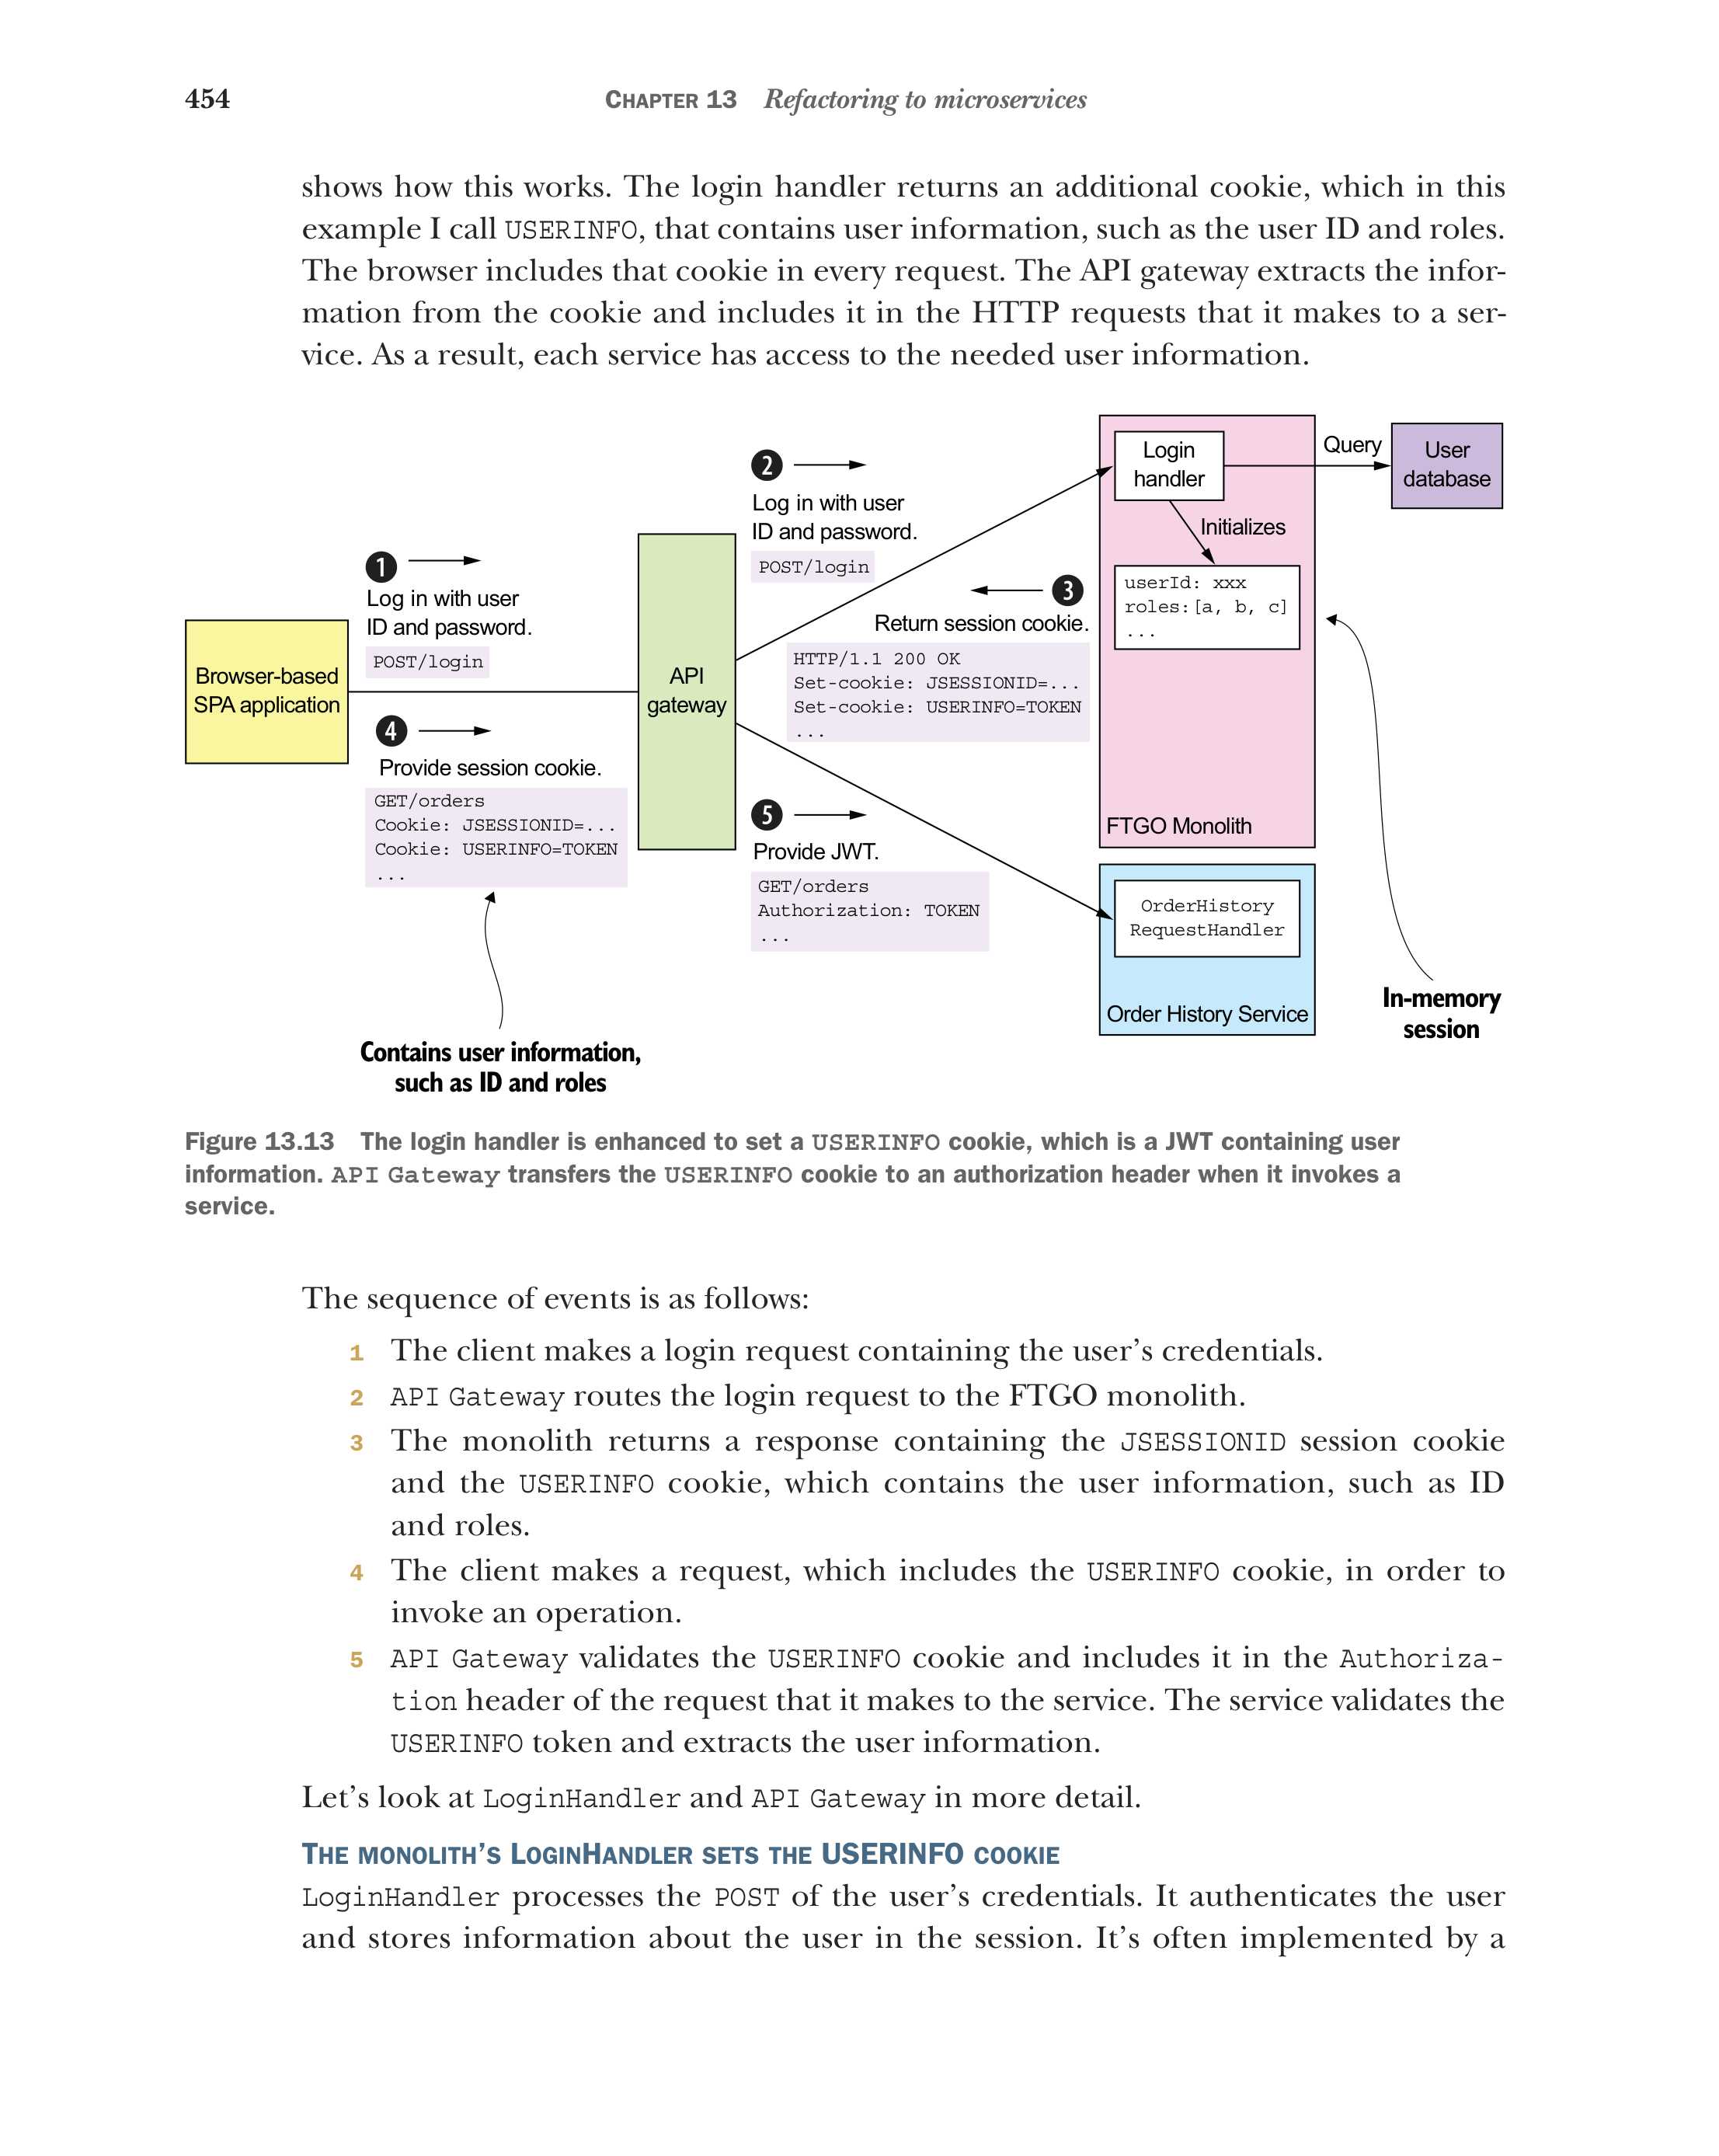 454
CHAPTER 13 Refactoring to microservices
shows how this works. The login handler returns an additional cookie, which in this
example I call USERINFO, that contains user information, such as the user ID and roles.
The browser includes that cookie in every request. The API gateway extracts the infor-
mation from the cookie and includes it in the HTTP requests that it makes to a ser-
vice. As a result, each service has access to the needed user information.
1
Log in with user
ID and password.
POST/login
Browser-based
SPA application
4
Provide session cookie.
GET/orders
Cookie: JSESSIONID=...
Cookie: USERINFO=TOKEN
...
Contains user information,
such as ID and roles
API
gateway
2
Log in with user
ID and password.
POST/login
3
Return session cookie.
HTTP/1.1 200 OK
Set-cookie: JSESSIONID=...
Set-cookie: USERINFO=TOKEN
...
5
Provide JWT.
GET/orders
Authorization: TOKEN
...
Login
handler
Query
User
database
Initializes
userId: xxx
roles:[a, b, c]
...
FTGO Monolith
OrderHistory
RequestHandler
Order History Service
In-memory
session
Figure 13.13 The login handler is enhanced to set a USERINFO cookie, which is a JWT containing user
information. API Gateway transfers the USERINFO cookie to an authorization header when it invokes a
service.
The sequence of events is as follows:
1 The client makes a login request containing the user's credentials.
2 API Gateway routes the login request to the FTGO monolith.
3 The monolith returns a response containing the JSESSIONID session cookie
and the USERINFO cookie, which contains the user information, such as ID
and roles.
4 The client makes a request, which includes the USERINFO cookie, in order to
invoke an operation.
5 API Gateway validates the USERINFO cookie and includes it in the Authoriza-
tion header of the request that it makes to the service. The service validates the
USERINFO token and extracts the user information.
Let's look at LoginHandler and API Gateway in more detail.
THE MONOLITH'S LOGINHANDLER SETS THE USERINFO COOKIE
LoginHandler processes the POST of the user's credentials. It authenticates the user
and stores information about the user in the session. It's often implemented by a